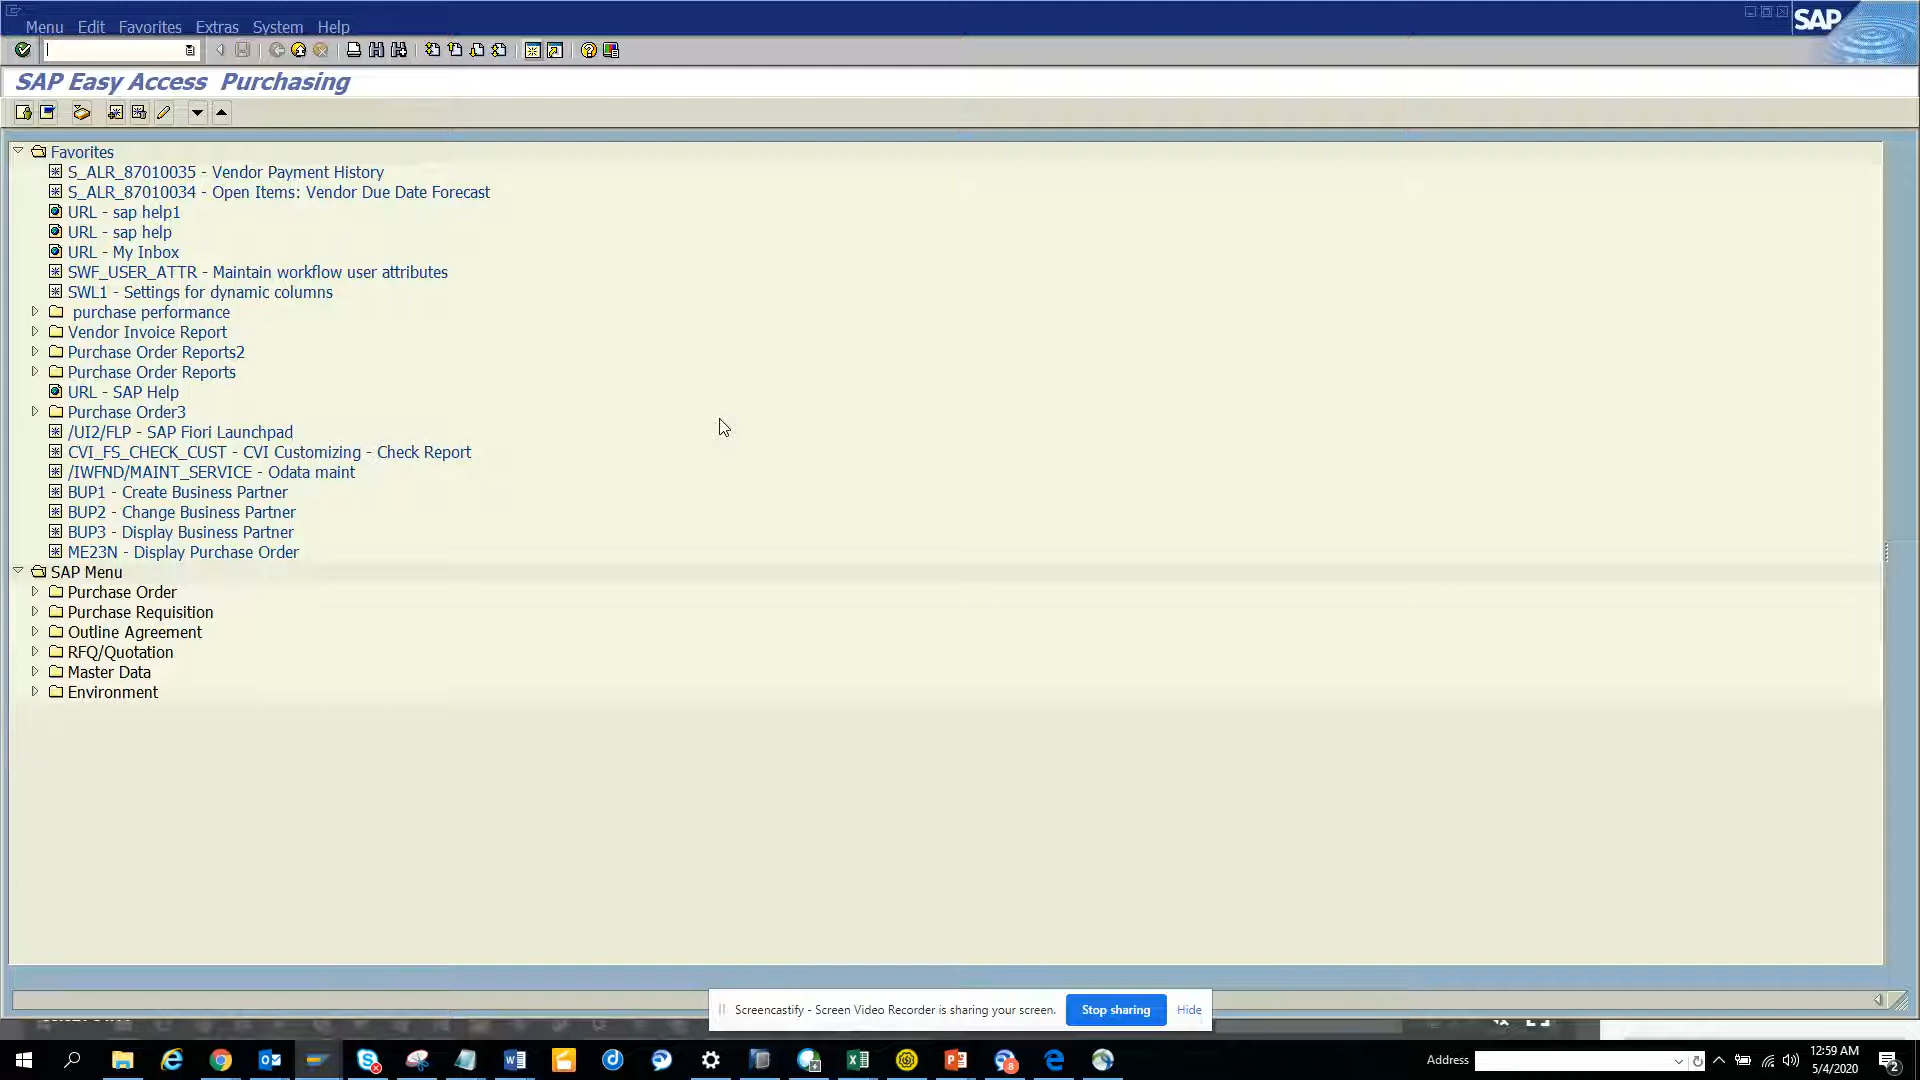 Menu Edit Favorites Extras System Help
SAP
SAP Easy Access Purchasing
Favorites
S_ALR_87010035 - Vendor Payment History
S_ALR_87010034 - Open Items: Vendor Due Date Forecast
URL - sap help1
URL - sap help
URL - My Inbox
SWF_USER_ATTR - Maintain workflow user attributes
SWL1 - Settings for dynamic columns
purchase performance
Vendor Invoice Report
Purchase Order Reports2
Purchase Order Reports
URL - SAP Help
Purchase Order3
/UI2/FLP - SAP Fiori Launchpad
CVI_FS_CHECK_CUST - CVI Customizing - Check Report
/IWFND/MAINT_SERVICE - Odata maint
BUP1 - Create Business Partner
BUP2 - Change Business Partner
BUP3 - Display Business Partner
ME23N - Display Purchase Order
SAP Menu
Purchase Order
Purchase Requisition
Outline Agreement
RFQ/Quotation
Master Data
Environment
Screencastify - Screen Video Recorder is sharing your screen. Stop sharing Hide
Address
12:59 AM
5/4/2020